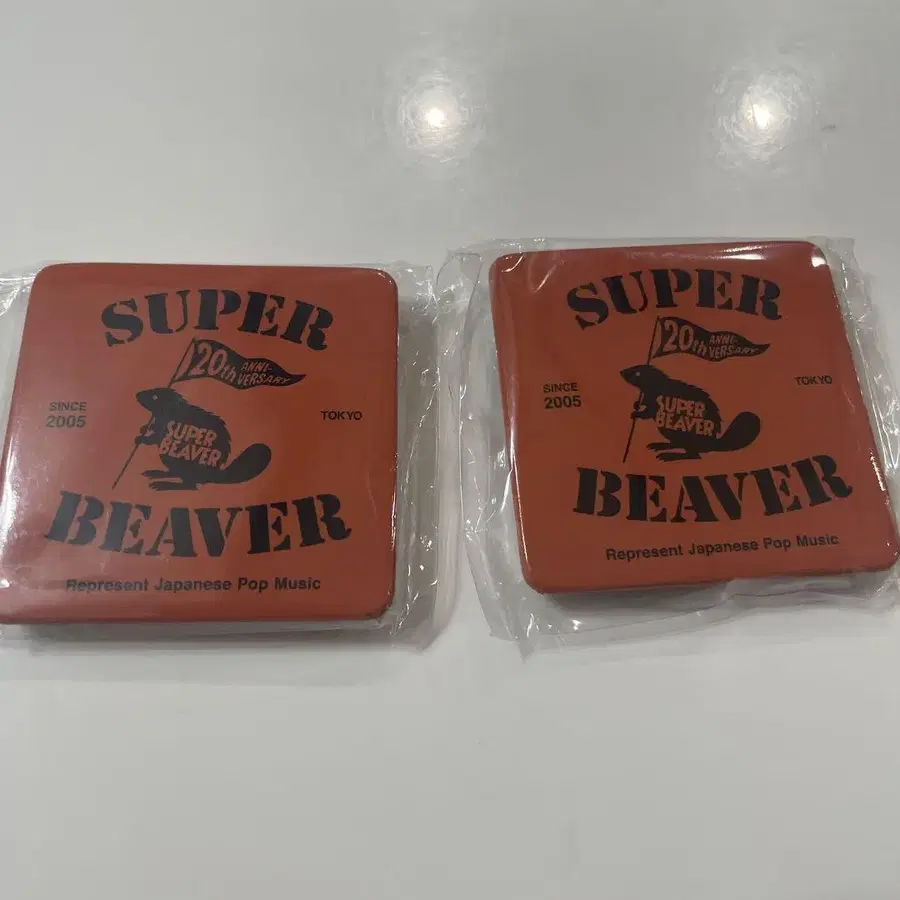 SUPER
20th ANNI-
VERSARY
SINCE
2005
TOKYO
SUPER
BEAVER
BEAVER
Represent Japanese Pop Music
SUPER
20th ANNI-
VERSARY
SINCE
2005
TOKYO
SUPER
BEAVER
BEAVER
Represent Japanese Pop Music